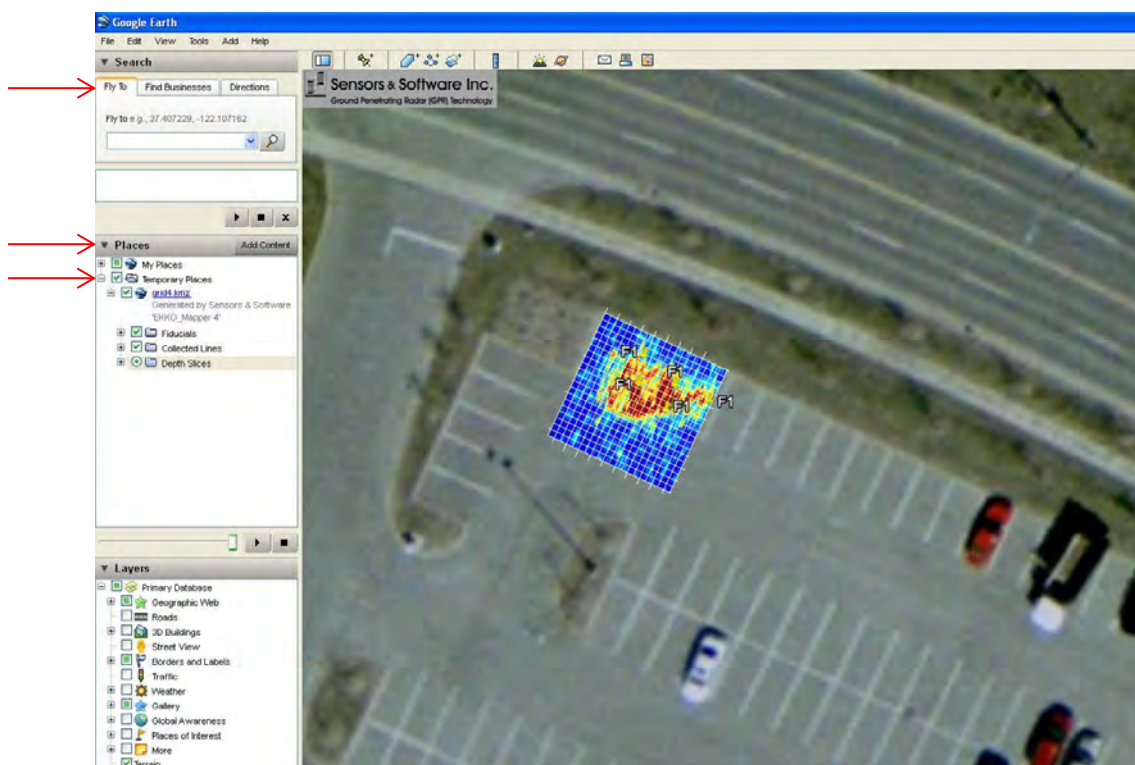 Google Earth
File Edit View Tools Add Help
Search
Fly To Find Businesses Directions
Fly to e.g., 37.407229, -122.107162
Places Add Content
My Places
Temporary Places
grid4.kmz
Generated by Sensors & Software
'EKKO_Mapper 4'
Fiducials
Collected Lines
Depth Slices
Layers
Primary Database
Geographic Web
Roads
3D Buildings
Street View
Borders and Labels
Traffic
Weather
Gallery
Global Awareness
Places of Interest
More
Terrain
Sensors & Software Inc.
Ground Penetrating Radar (GPR) Technology
F1
F1
F1
F1
F1